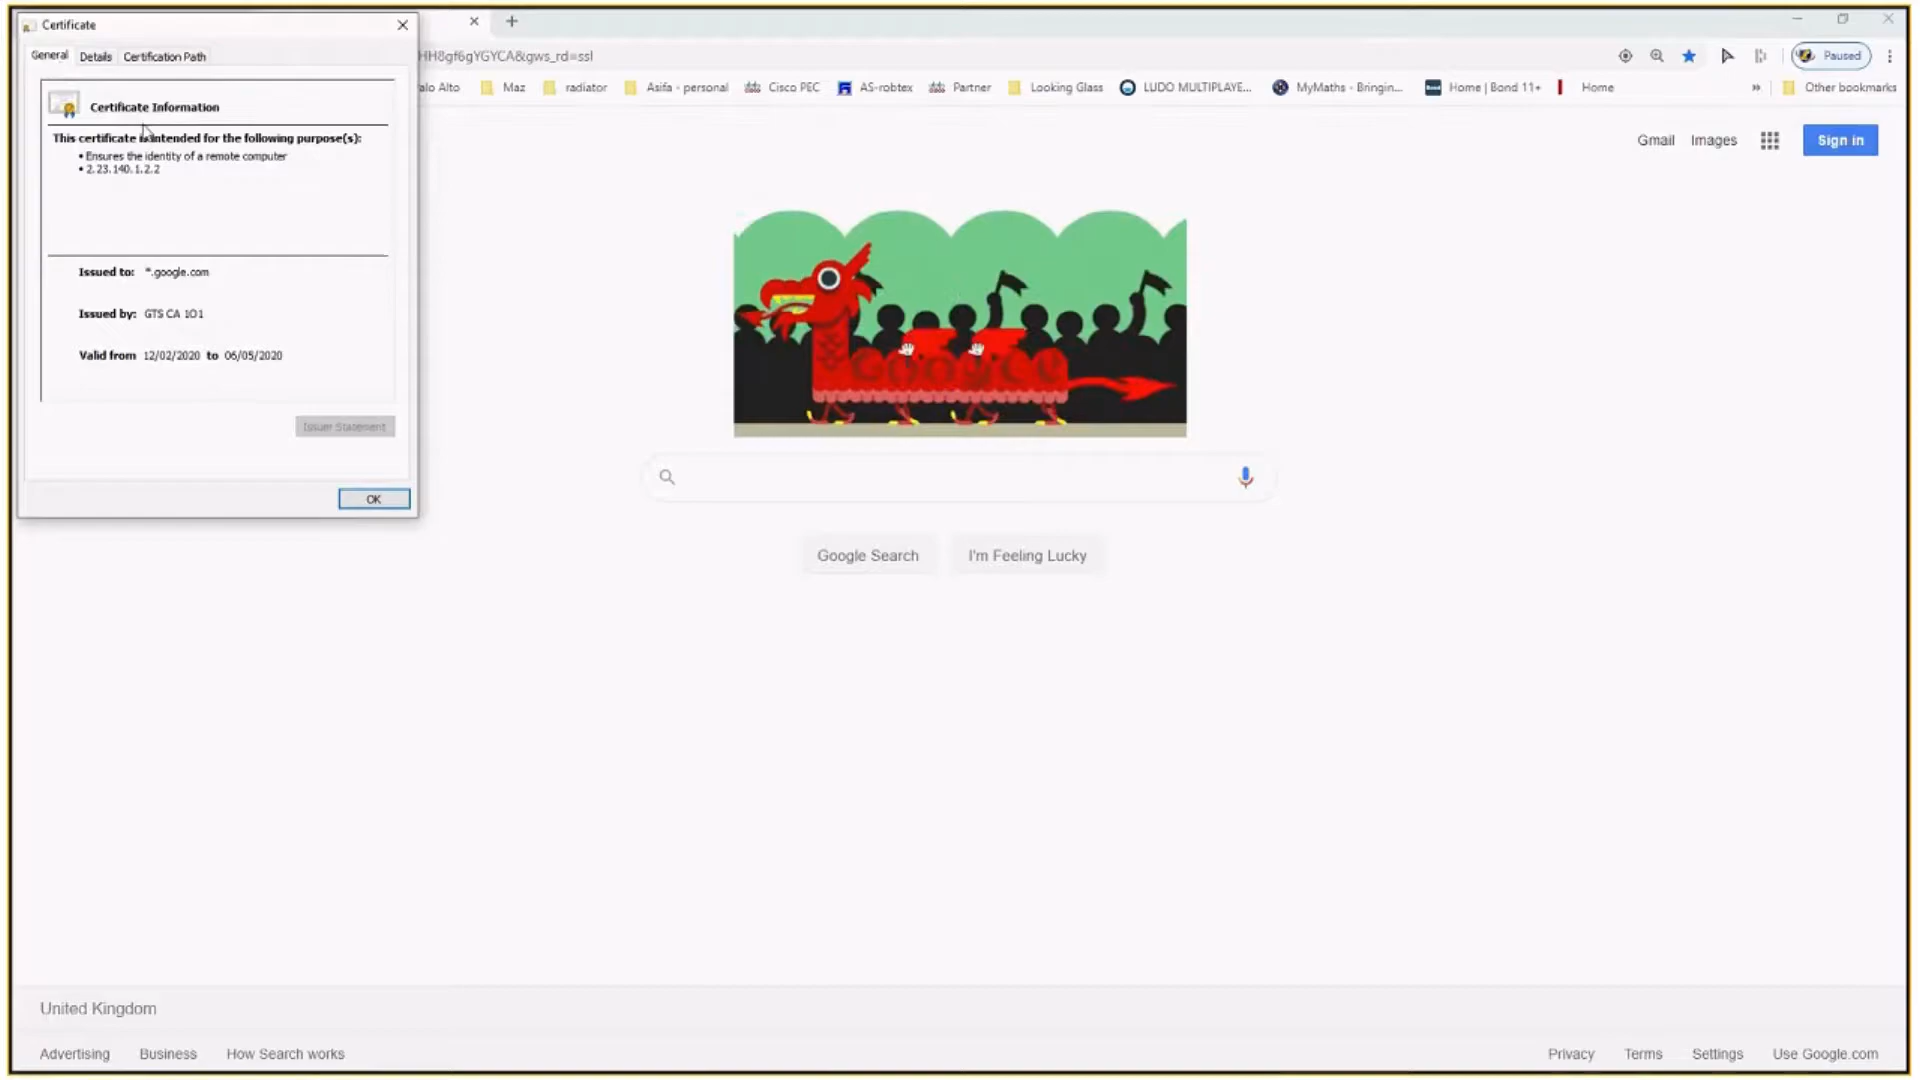 Certificate
General Details Certification Path
Certificate Information
This certificate is intended for the following purpose(s):
• Ensures the identity of a remote computer
• 2.23.140.1.2.2
Issued to: *.google.com
Issued by: GTS CA 1O1
Valid from 12/02/2020 to 06/05/2020
Issuer Statement
OK
HH8gf6gYGYCA&gws_rd=ssl
Paused
alo Alto Maz radiator Asifa - personal Cisco PEC AS-robtex Partner Looking Glass LUDO MULTIPLAYE... MyMaths - Bringin... Home | Bond 11+ Home » Other bookmarks
Gmail Images Sign in
Google Search I'm Feeling Lucky
United Kingdom
Advertising Business How Search works Privacy Terms Settings Use Google.com